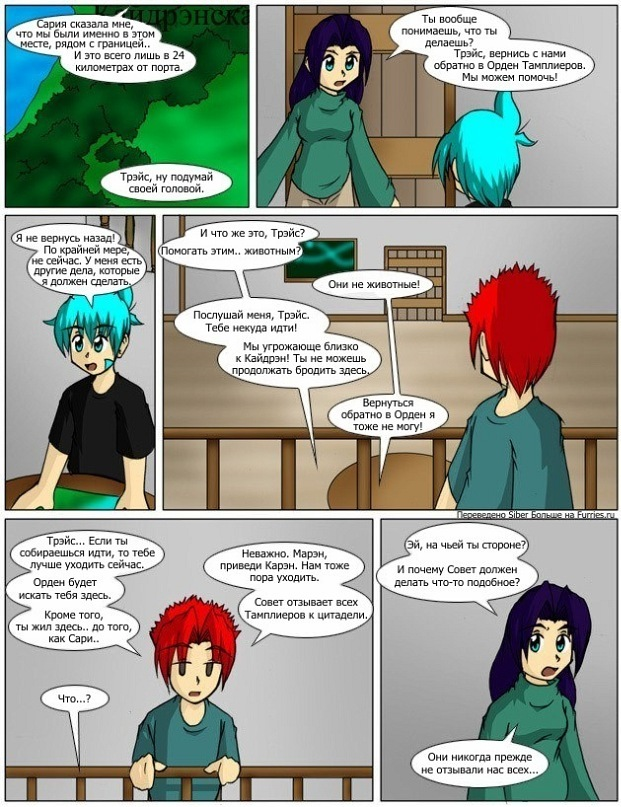 Кайдрэнска
Сария сказала мне,
что мы были именно в этом
месте, рядом с границей..
И это всего лишь в 24
километрах от порта.
Трэйс, ну подумай
своей головой.
Ты вообще
понимаешь, что ты
делаешь?
Трэйс, вернись с нами
обратно в Орден Тамплиеров.
Мы можем помочь!
Я не вернусь назад!
По крайней мере,
не сейчас. У меня есть
другие дела, которые
я должен сделать.
И что же это, Трэйс?
Помогать этим.. животным?
Они не животные!
Послушай меня, Трэйс.
Тебе некуда идти!
Мы угрожающе близко
к Кайдрэн! Ты не можешь
продолжать бродить здесь.
Вернуться
обратно в Орден я
тоже не могу!
Переведено Siber Больше на Furries.ru
Трэйс... Если ты
собираешься идти, то тебе
лучше уходить сейчас.
Орден будет
искать тебя здесь.
Кроме того,
ты жил здесь.. до того,
как Сари..
Что...?
Неважно. Марэн,
приведи Карэн. Нам тоже
пора уходить.
Совет отзывает всех
Тамплиеров к цитадели.
Эй, на чьей ты стороне?
И почему Совет должен
делать что-то подобное?
Они никогда прежде
не отзывали нас всех...